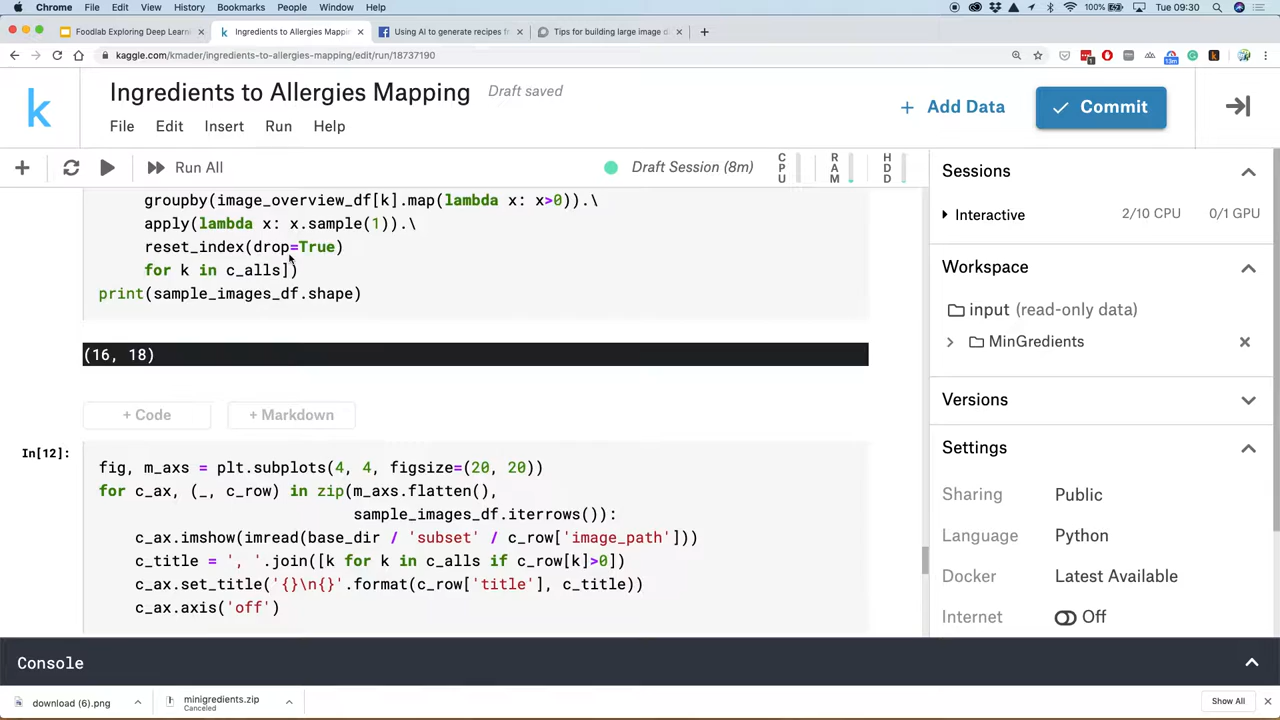 Chrome File Edit View History Bookmarks People Window Help 100% Tue 09:30
Foodlab Exploring Deep Learni × Ingredients to Allergies Mappin × Using AI to generate recipes fr × Tips for building large image d × +
kaggle.com/kmader/ingredients-to-allergies-mapping/edit/run/18737190
13m
k
Ingredients to Allergies Mapping Draft saved
+ Add Data
Commit
File Edit Insert Run Help
+ Run All Draft Session (8m)
CPU RAM HDD
groupby(image_overview_df[k].map(lambda x: x>0)).\
apply(lambda x: x.sample(1)).\
reset_index(drop=True)
for k in c_alls])
print(sample_images_df.shape)
(16, 18)
+ Code + Markdown
In[12]:
fig, m_axs = plt.subplots(4, 4, figsize=(20, 20))
for c_ax, (_, c_row) in zip(m_axs.flatten(),
sample_images_df.iterrows()):
c_ax.imshow(imread(base_dir / 'subset' / c_row['image_path']))
c_title = ', '.join([k for k in c_alls if c_row[k]>0])
c_ax.set_title('{}\n{}'.format(c_row['title'], c_title))
c_ax.axis('off')
Sessions
Interactive 2/10 CPU 0/1 GPU
Workspace
input (read-only data)
MinGredients
Versions
Settings
Sharing Public
Language Python
Docker Latest Available
Internet Off
Console
download (6).png
minigredients.zip
Canceled
Show All